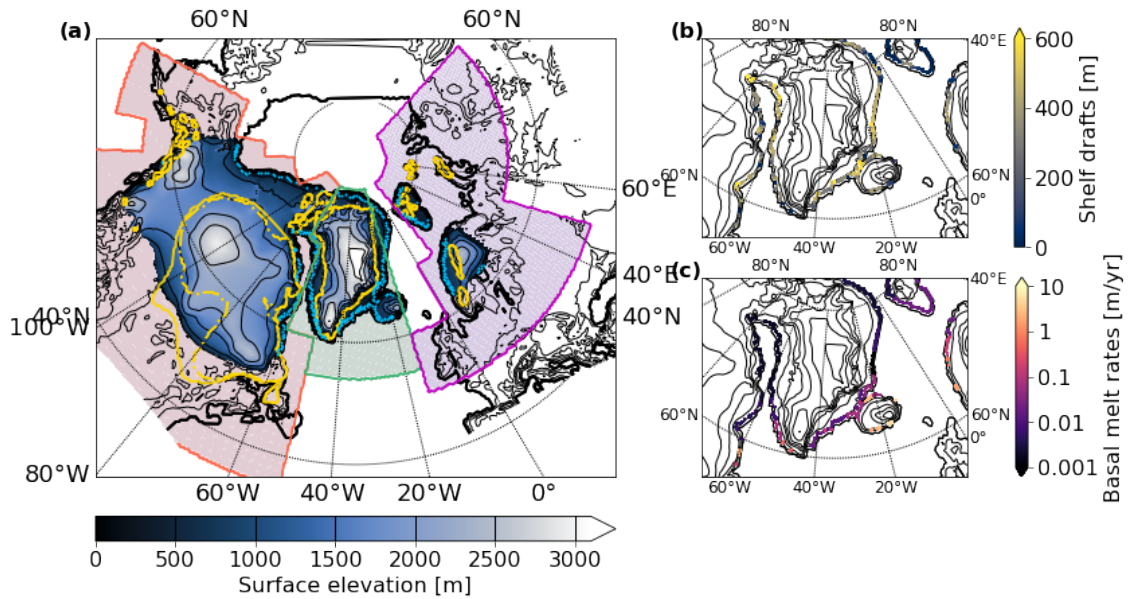 (a)
60°N
60°N
60°E
40°E
40°N
40°N
100°W
80°W
60°W
40°W
20°W
0°
0
500
1000
1500
2000
2500
3000
Surface elevation [m]
(b)
80°N
80°N
40°E
60°N
60°N
0°
60°W
40°W
20°W
600
400
200
0
Shelf drafts [m]
(c)
80°N
80°N
40°E
60°N
60°N
0°
60°W
40°W
20°W
10
1
0.1
0.01
0.001
Basal melt rates [m/yr]